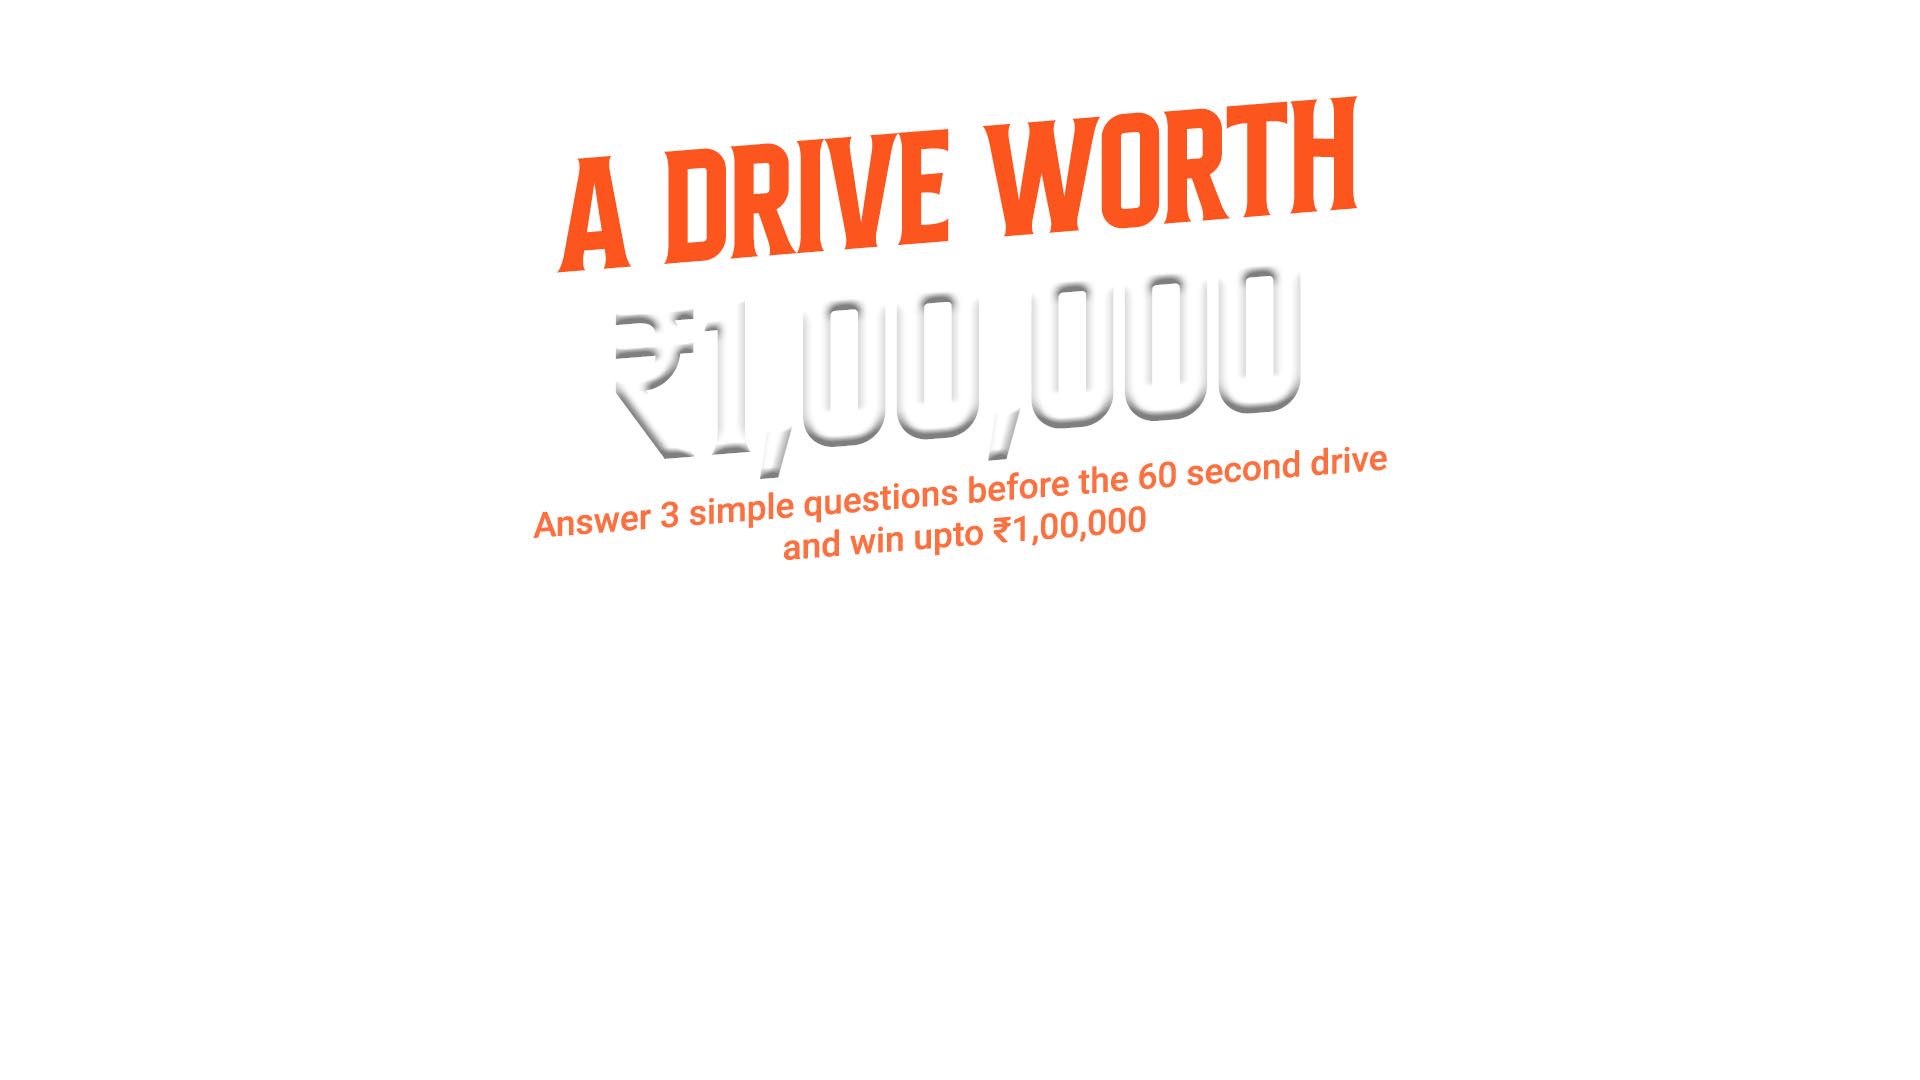 A DRIVE WORTH
₹1,00,000
Answer 3 simple questions before the 60 second drive
and win upto ₹1,00,000